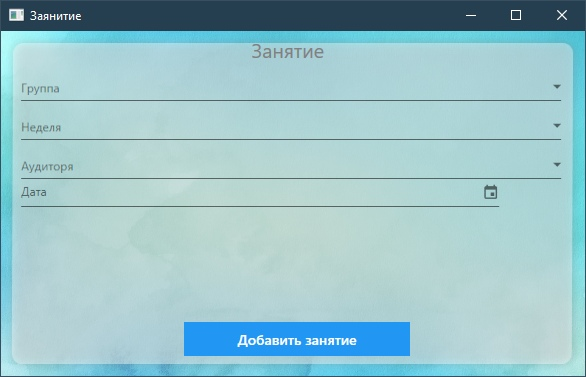 Заянитие
Занятие
Группа
Неделя
Аудиторя
Дата
Добавить занятие